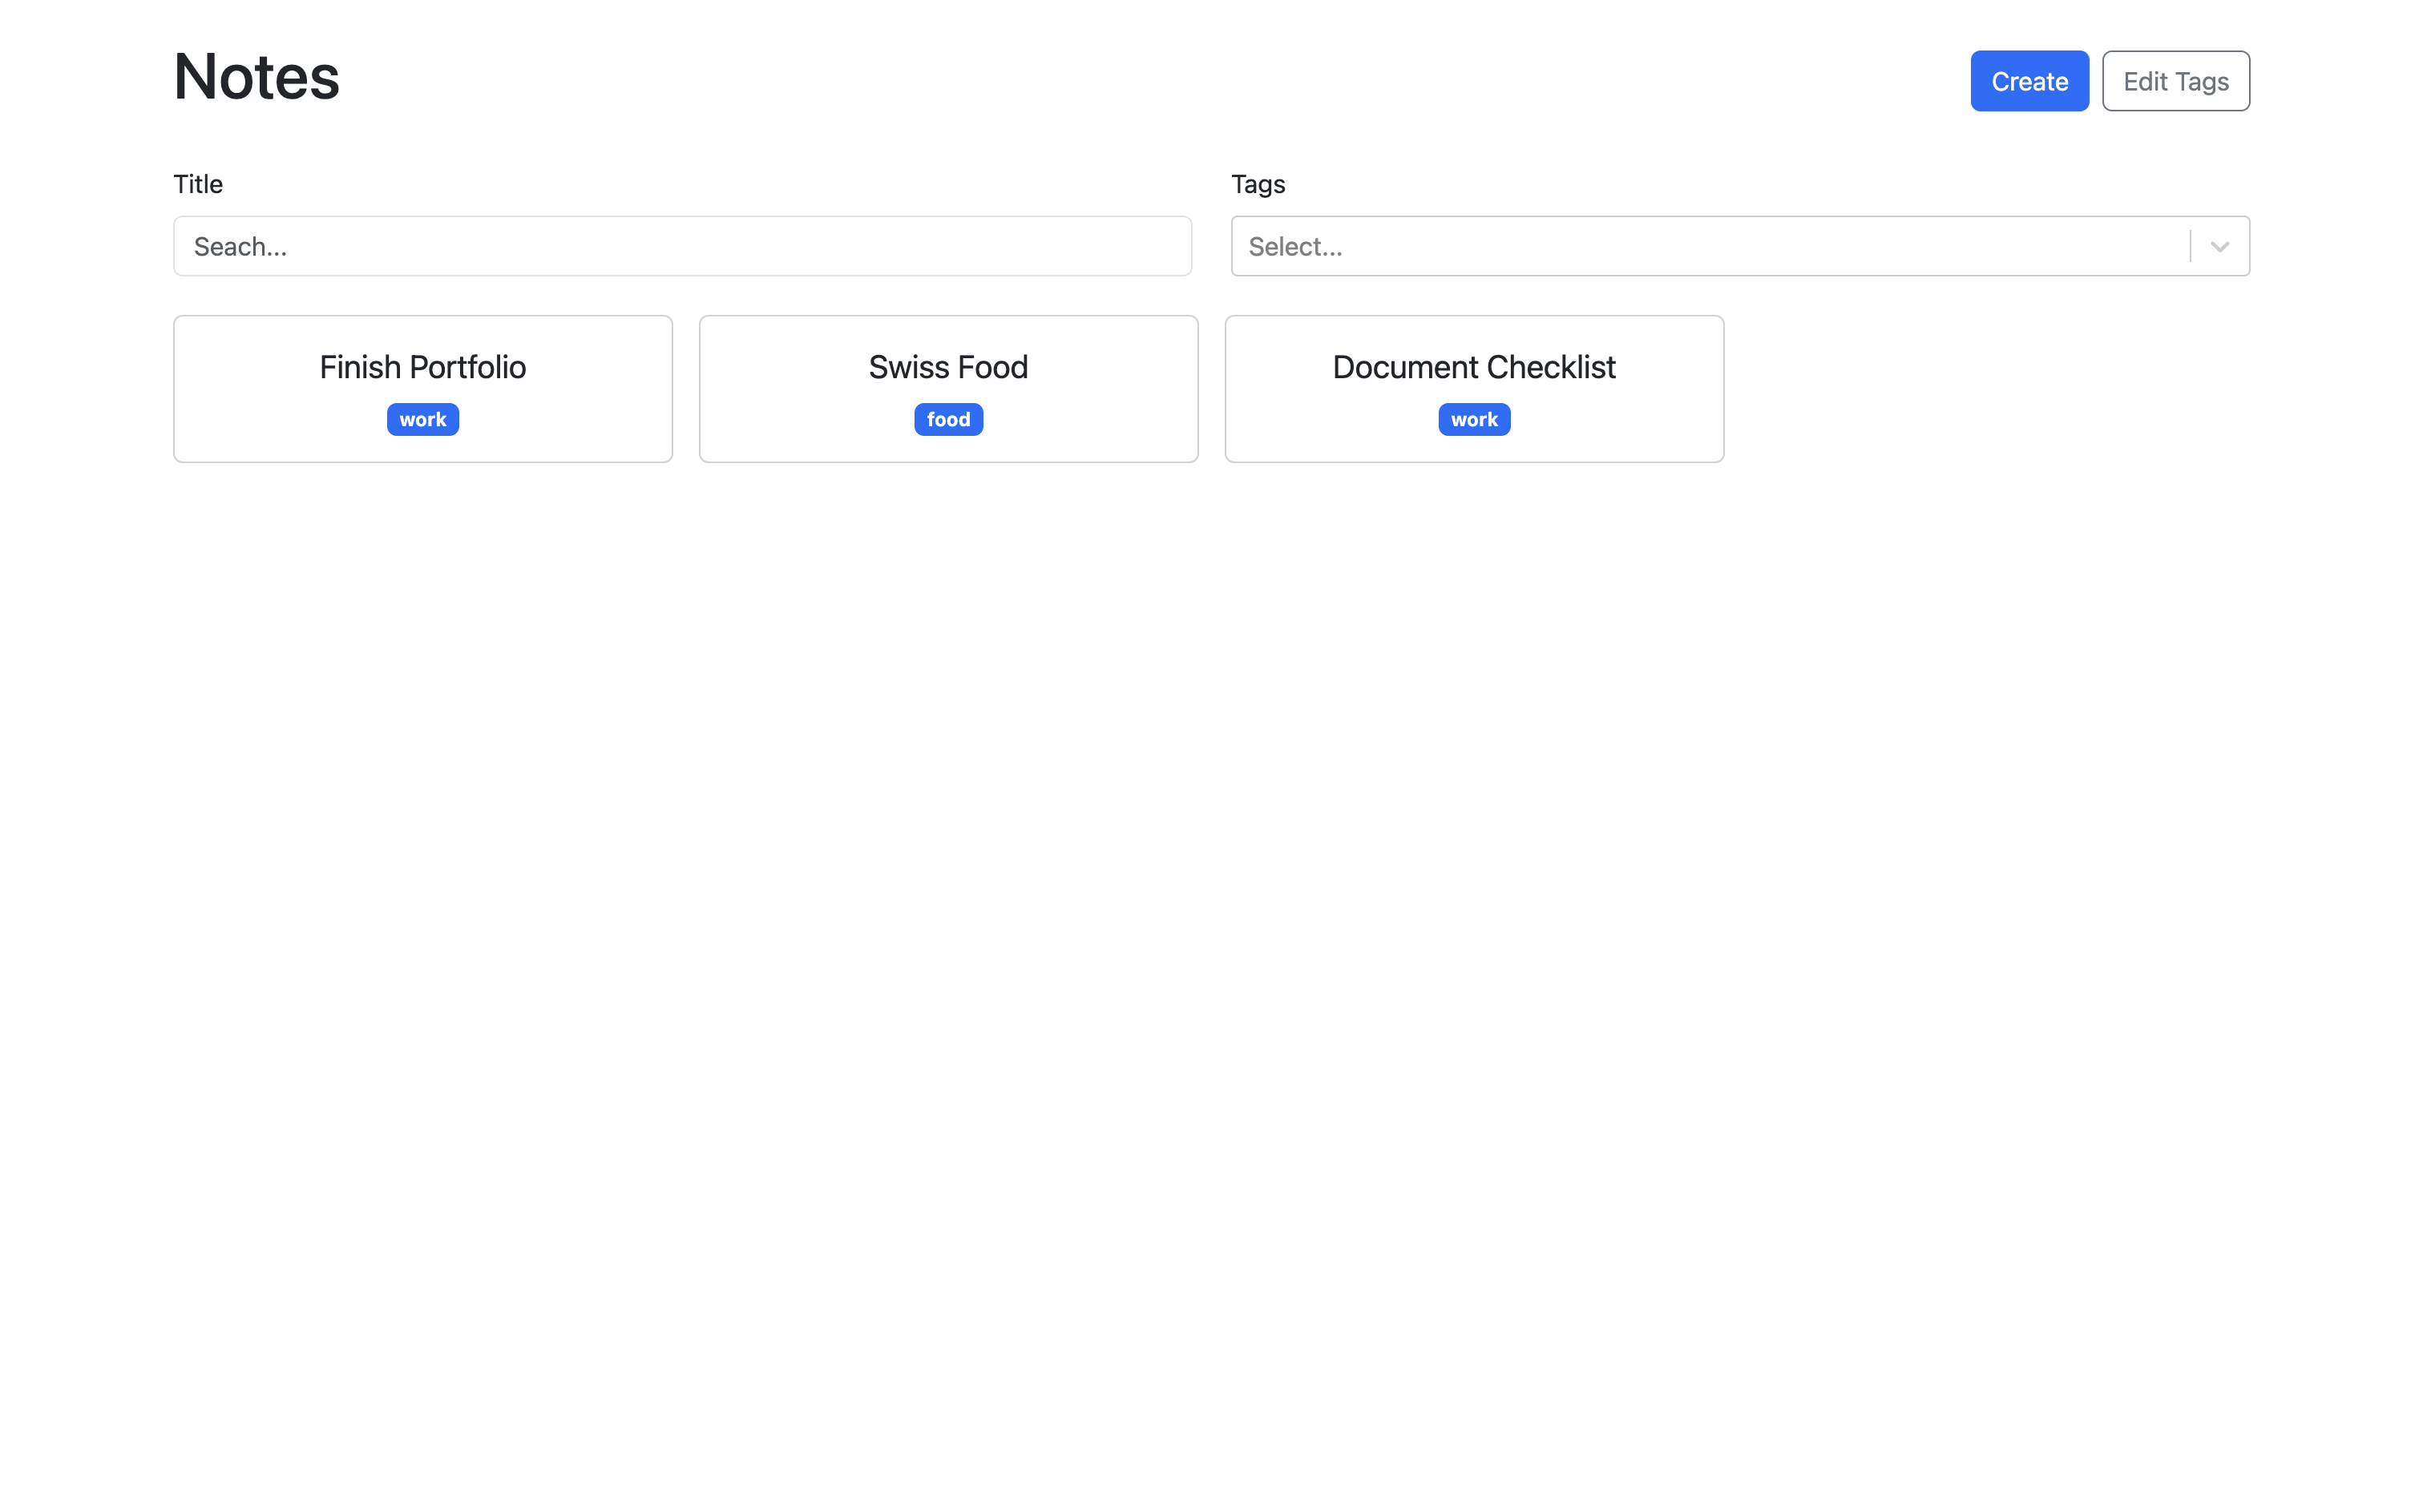 Notes
Create
Edit Tags
Title
Tags
Seach...
Select...
Finish Portfolio
work
Swiss Food
food
Document Checklist
work